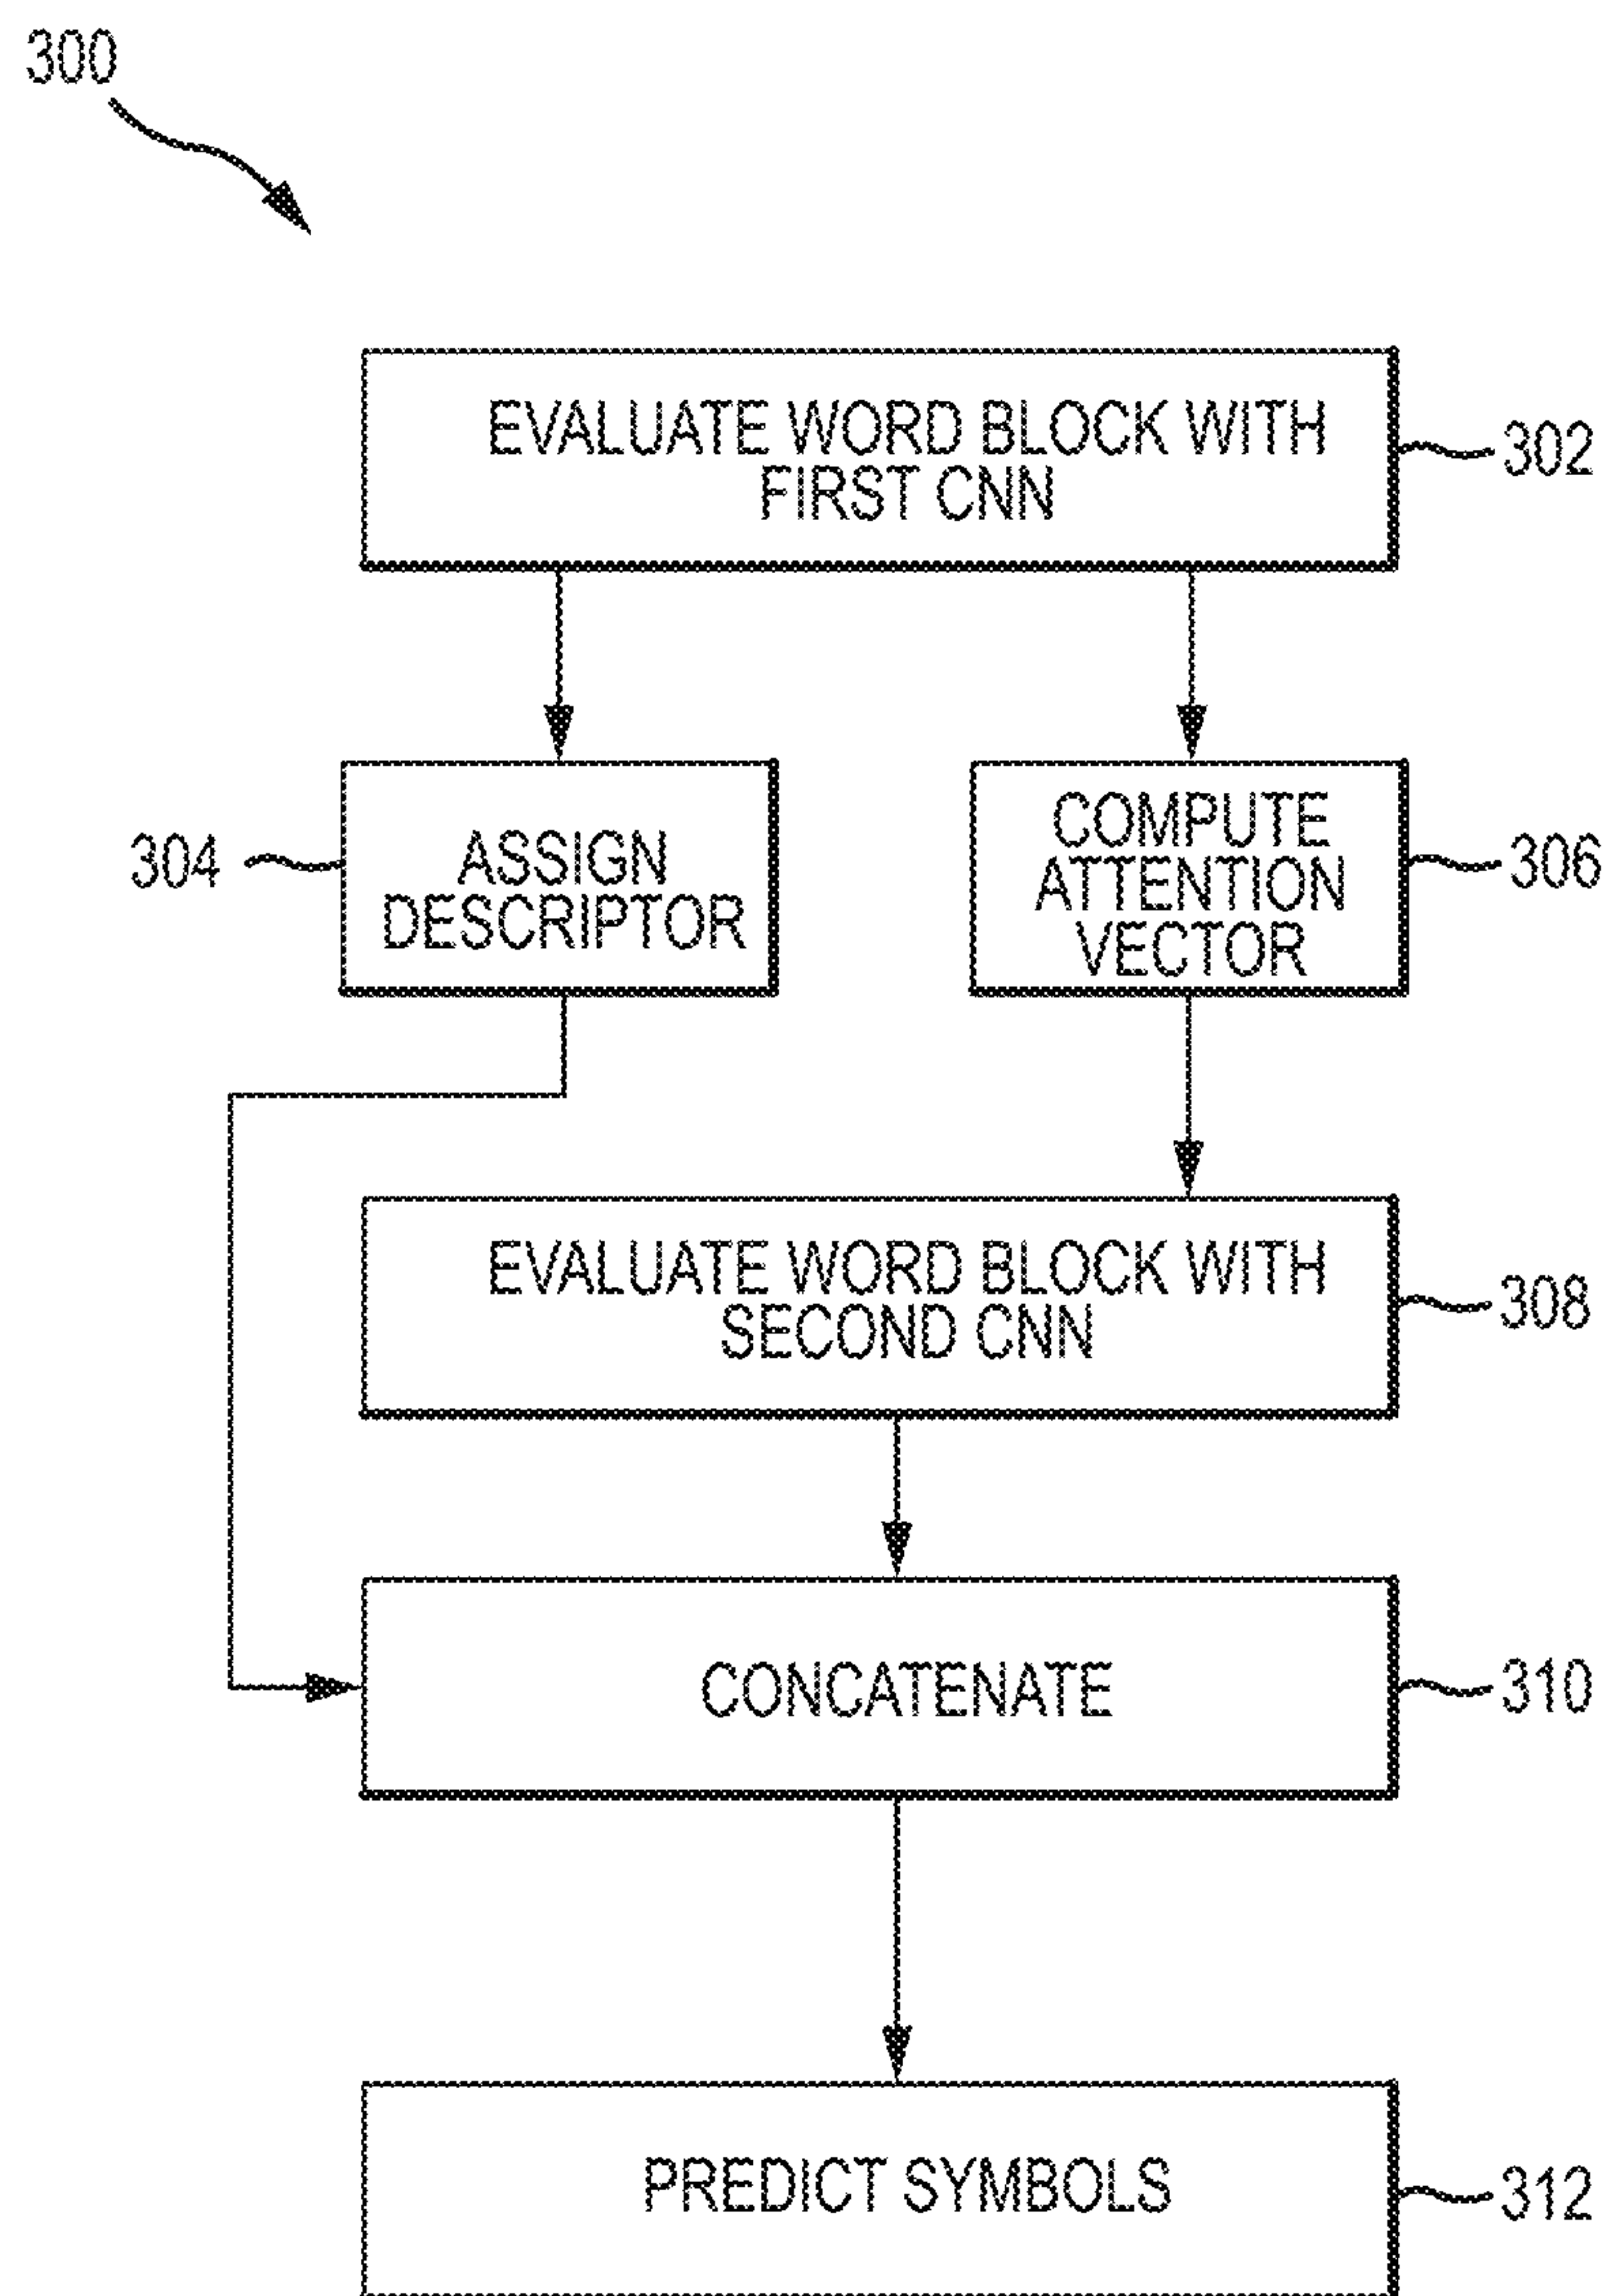 300
EVALUATE WORD BLOCK WITH
FIRST CNN
302
304
ASSIGN
DESCRIPTOR
COMPUTE
ATTENTION
VECTOR
306
EVALUATE WORD BLOCK WITH
SECOND CNN
308
CONCATENATE
310
PREDICT SYMBOLS
312